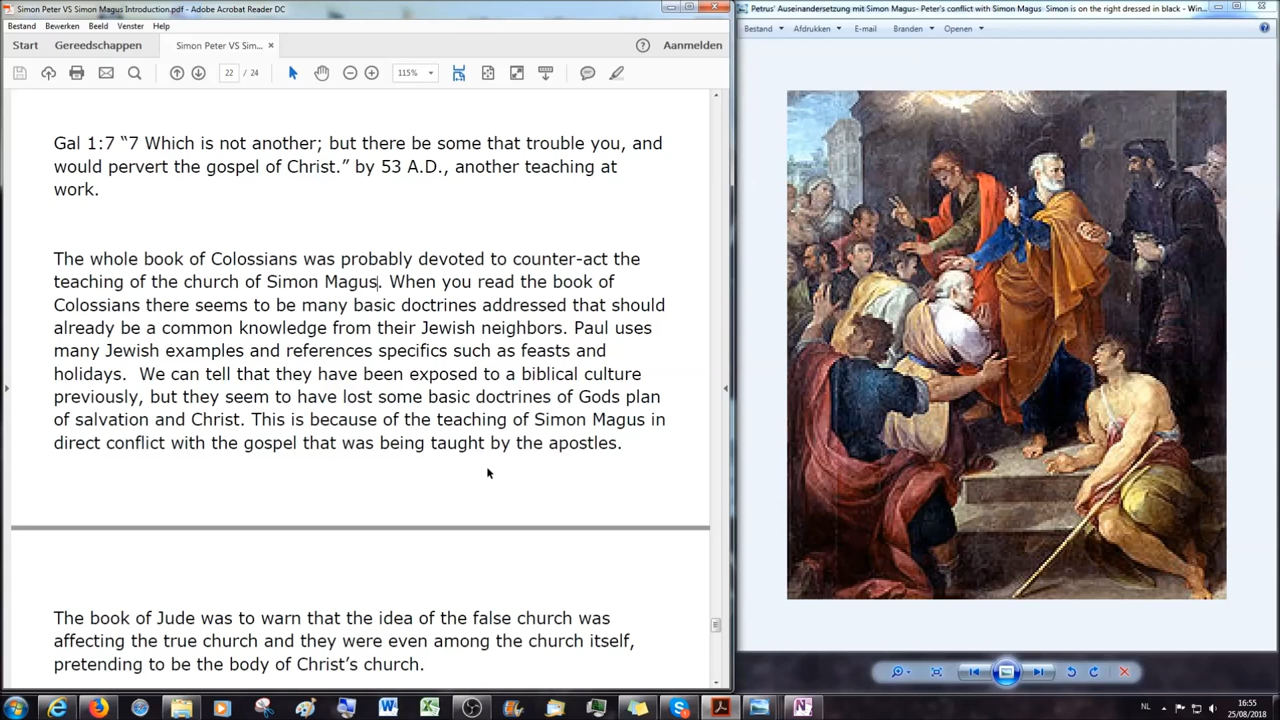 Simon Peter VS Simon Magus Introduction.pdf - Adobe Acrobat Reader DC
Bestand Bewerken Beeld Venster Help
Start Gereedschappen Simon Peter VS Sim... × Aanmelden
22 / 24 115%
Gal 1:7 “7 Which is not another; but there be some that trouble you, and
would pervert the gospel of Christ.” by 53 A.D., another teaching at
work.
The whole book of Colossians was probably devoted to counter-act the
teaching of the church of Simon Magus. When you read the book of
Colossians there seems to be many basic doctrines addressed that should
already be a common knowledge from their Jewish neighbors. Paul uses
many Jewish examples and references specifics such as feasts and
holidays. We can tell that they have been exposed to a biblical culture
previously, but they seem to have lost some basic doctrines of Gods plan
of salvation and Christ. This is because of the teaching of Simon Magus in
direct conflict with the gospel that was being taught by the apostles.
The book of Jude was to warn that the idea of the false church was
affecting the true church and they were even among the church itself,
pretending to be the body of Christ’s church.
Petrus' Auseinandersetzung mit Simon Magus- Peter's conflict with Simon Magus Simon is on the right dressed in black - Win...
Bestand Afdrukken E-mail Branden Openen
NL 16:55
25/08/2018